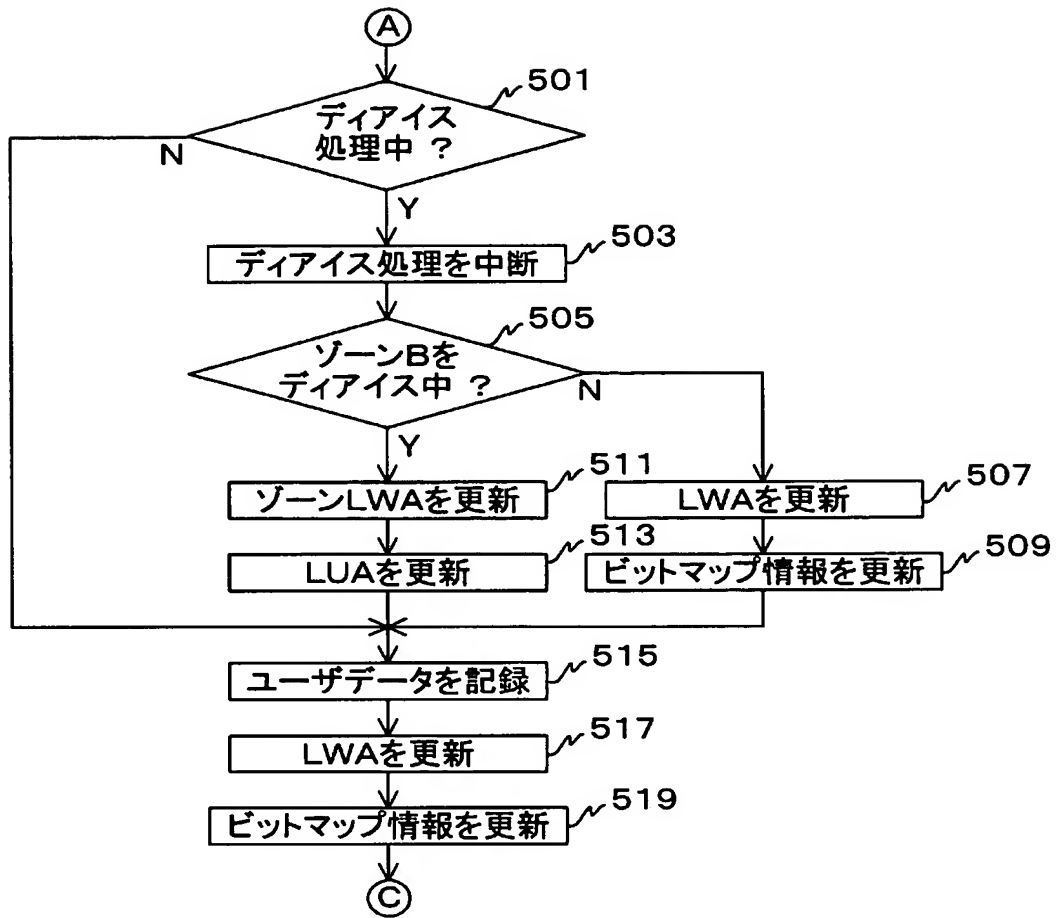 A
501
ディアイス
処理中 ?
N
Y
503
ディアイス処理を中断
505
ゾーンBを
ディアイス中 ?
N
Y
511
ゾーンLWAを更新
507
LWAを更新
513
LUAを更新
509
ビットマップ情報を更新
515
ユーザデータを記録
517
LWAを更新
519
ビットマップ情報を更新
C